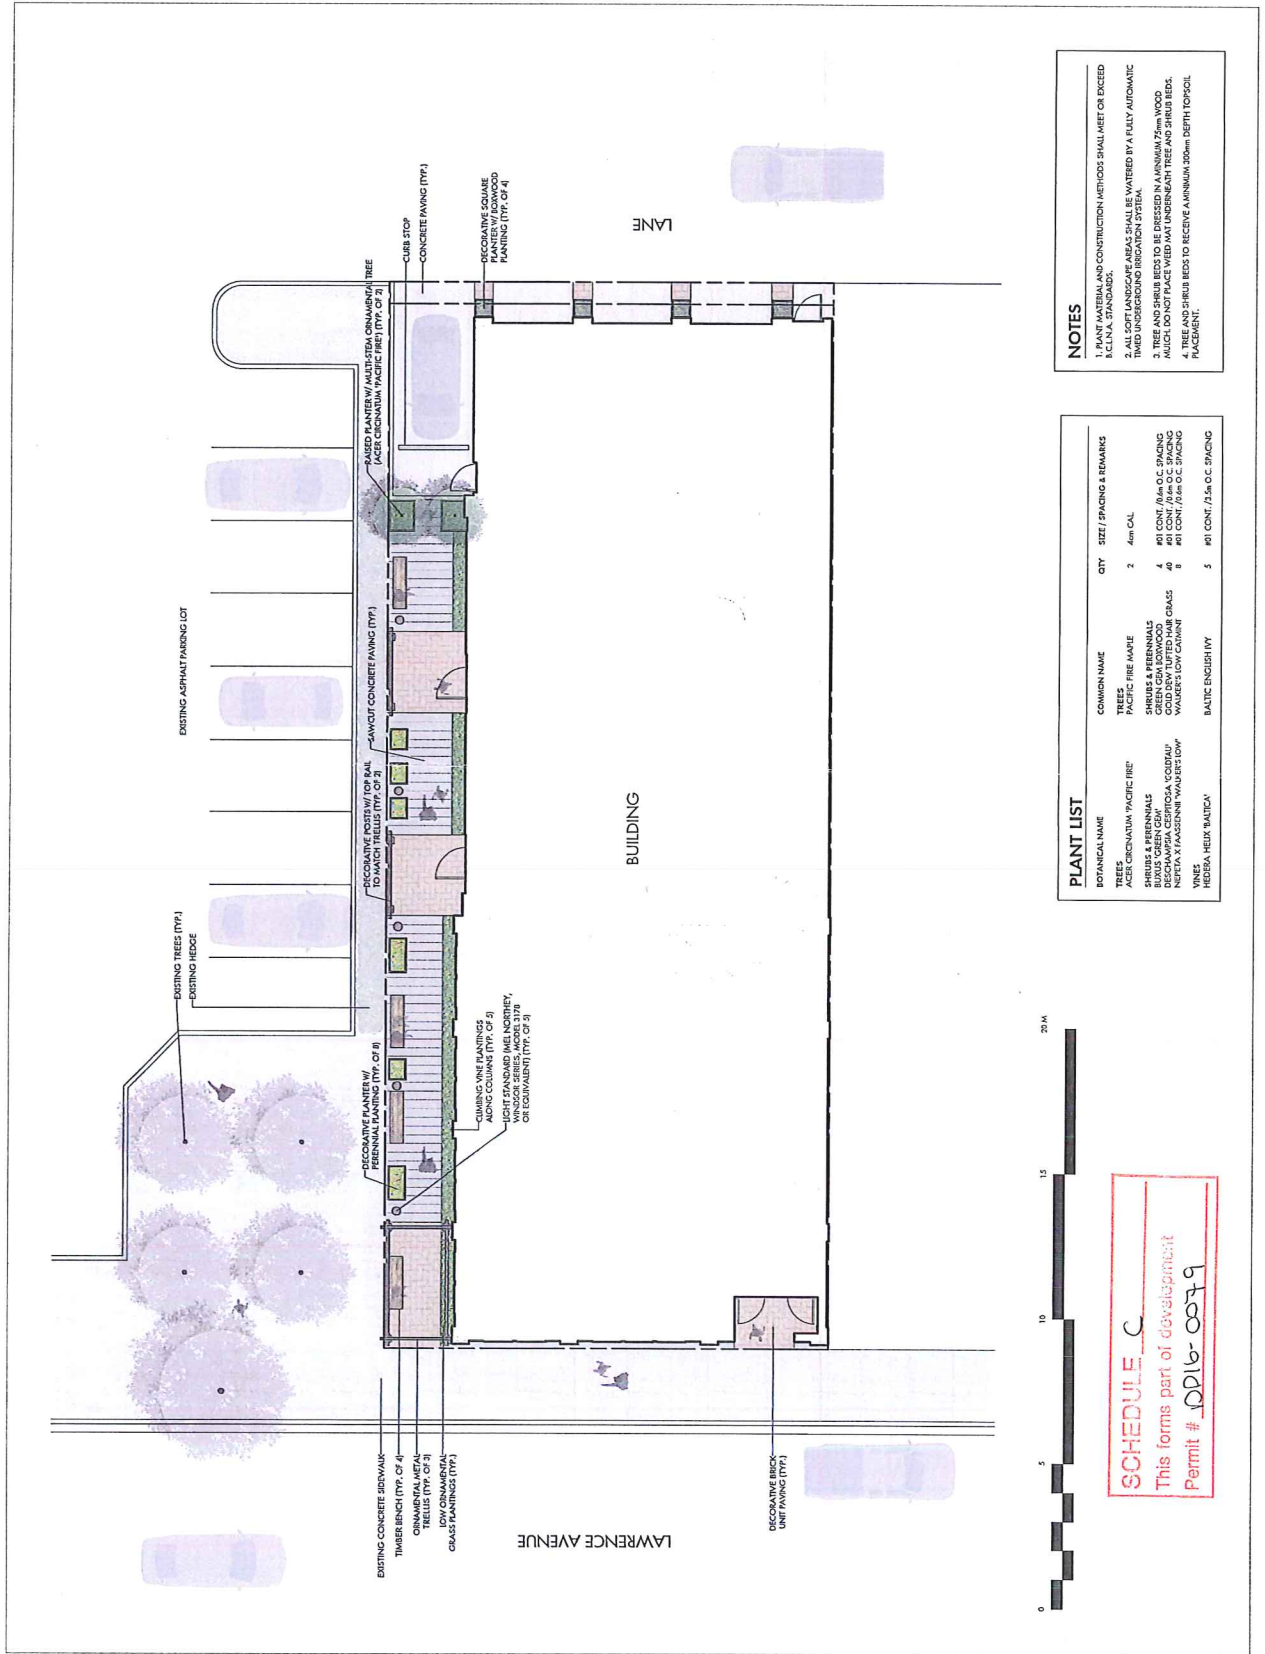 EXISTING ASPHALT PARKING LOT
EXISTING TREES (TYP.)
EXISTING HEDGE
DECORATIVE PLANTER W/
PERENNIAL PLANTING (TYP. OF 8)
DECORATIVE POSTS W/ TOP RAIL
TO MATCH TRELLIS (TYP. OF 2)
SAWCUT CONCRETE PAVING (TYP.)
RAISED PLANTER W/ MULTI-STEM ORNAMENTAL TREE
(ACER CIRCINATUM 'PACIFIC FIRE') (TYP. OF 2)
CURB STOP
CONCRETE PAVING (TYP.)
DECORATIVE SQUARE
PLANTER W/ BOXWOOD
PLANTING (TYP. OF 4)
CLIMBING VINE PLANTINGS
ALONG COLUMNS (TYP. OF 5)
LIGHT STANDARD (MEL NORTHEY,
WINDSOR SERIES, MODEL 317B
OR EQUIVALENT) (TYP. OF 5)
EXISTING CONCRETE SIDEWALK
TIMBER BENCH (TYP. OF 4)
ORNAMENTAL METAL
TRELLIS (TYP. OF 3)
LOW ORNAMENTAL
GRASS PLANTINGS (TYP.)
DECORATIVE BRICK
UNIT PAVING (TYP.)
LAWRENCE AVENUE
BUILDING
LANE
0 5 10 15 20 M
SCHEDULE C
This forms part of development
Permit # DP16-0079
PLANT LIST
BOTANICAL NAME COMMON NAME QTY SIZE / SPACING & REMARKS
TREES TREES
ACER CIRCINATUM 'PACIFIC FIRE' PACIFIC FIRE MAPLE 2 4cm CAL.
SHRUBS & PERENNIALS SHRUBS & PERENNIALS
BUXUS 'GREEN GEM' GREEN GEM BOXWOOD 4 #01 CONT. /0.6m O.C. SPACING
DESCHAMPSIA CESPITOSA 'GOLDTAU' GOLD DEW TUFTED HAIR GRASS 40 #01 CONT. /0.6m O.C. SPACING
NEPETA X FAASSENNII 'WALKER'S LOW' WALKER'S LOW CATMINT 8 #01 CONT. /0.6m O.C. SPACING
VINES
HEDERA HELIX 'BALTICA' BALTIC ENGLISH IVY 5 #01 CONT. /3.5m O.C. SPACING
NOTES
1. PLANT MATERIAL AND CONSTRUCTION METHODS SHALL MEET OR EXCEED
B.C.L.N.A. STANDARDS.
2. ALL SOFT LANDSCAPE AREAS SHALL BE WATERED BY A FULLY AUTOMATIC
TIMED UNDERGROUND IRRIGATION SYSTEM.
3. TREE AND SHRUB BEDS TO BE DRESSED IN A MINIMUM 75mm WOOD
MULCH. DO NOT PLACE WEED MAT UNDERNEATH TREE AND SHRUB BEDS.
4. TREE AND SHRUB BEDS TO RECEIVE A MINIMUM 300mm DEPTH TOPSOIL
PLACEMENT.